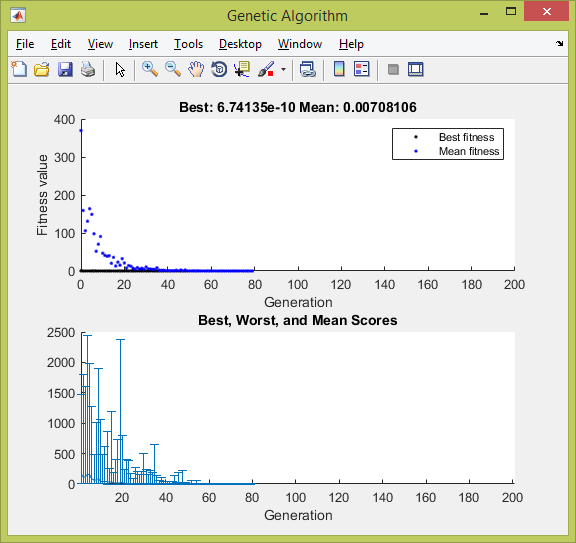 Genetic Algorithm
File Edit View Insert Tools Desktop Window Help
Best: 6.74135e-10 Mean: 0.00708106
400
300
200
100
0
Fitness value
Best fitness
Mean fitness
0 20 40 60 80 100 120 140 160 180 200
Generation
Best, Worst, and Mean Scores
2500
2000
1500
1000
500
0
20 40 60 80 100 120 140 160 180 200
Generation